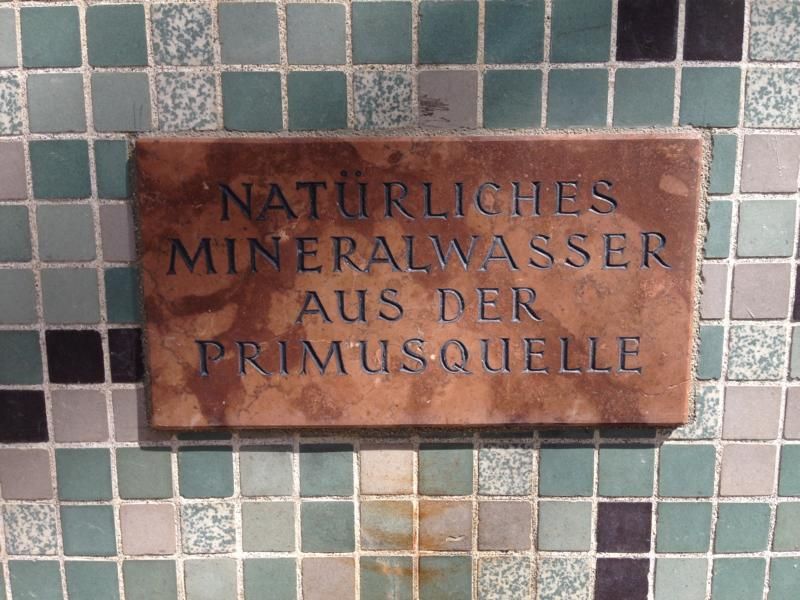 NATÜRLICHES
MINERALWASSER
AUS DER
PRIMUSQUELLE